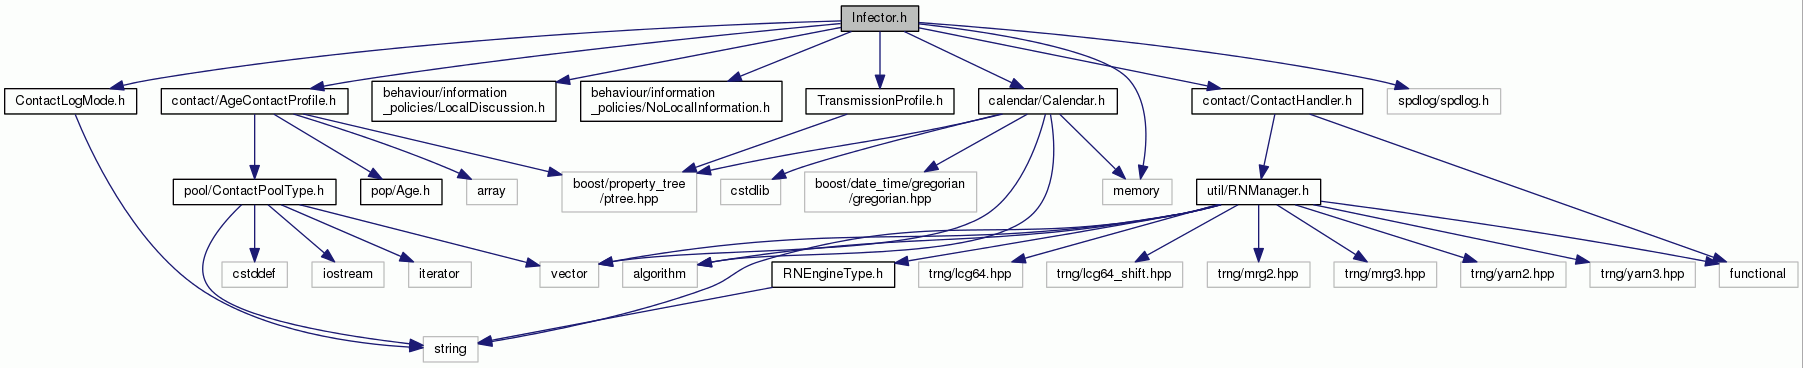 Infector.h
ContactLogMode.h
contact/AgeContactProfile.h
behaviour/information
_policies/LocalDiscussion.h
behaviour/information
_policies/NoLocalInformation.h
TransmissionProfile.h
calendar/Calendar.h
contact/ContactHandler.h
spdlog/spdlog.h
pool/ContactPoolType.h
pop/Age.h
array
boost/property_tree
/ptree.hpp
cstdlib
boost/date_time/gregorian
/gregorian.hpp
memory
util/RNManager.h
cstddef
iostream
iterator
vector
algorithm
RNEngineType.h
trng/lcg64.hpp
trng/lcg64_shift.hpp
trng/mrg2.hpp
trng/mrg3.hpp
trng/yarn2.hpp
trng/yarn3.hpp
functional
string